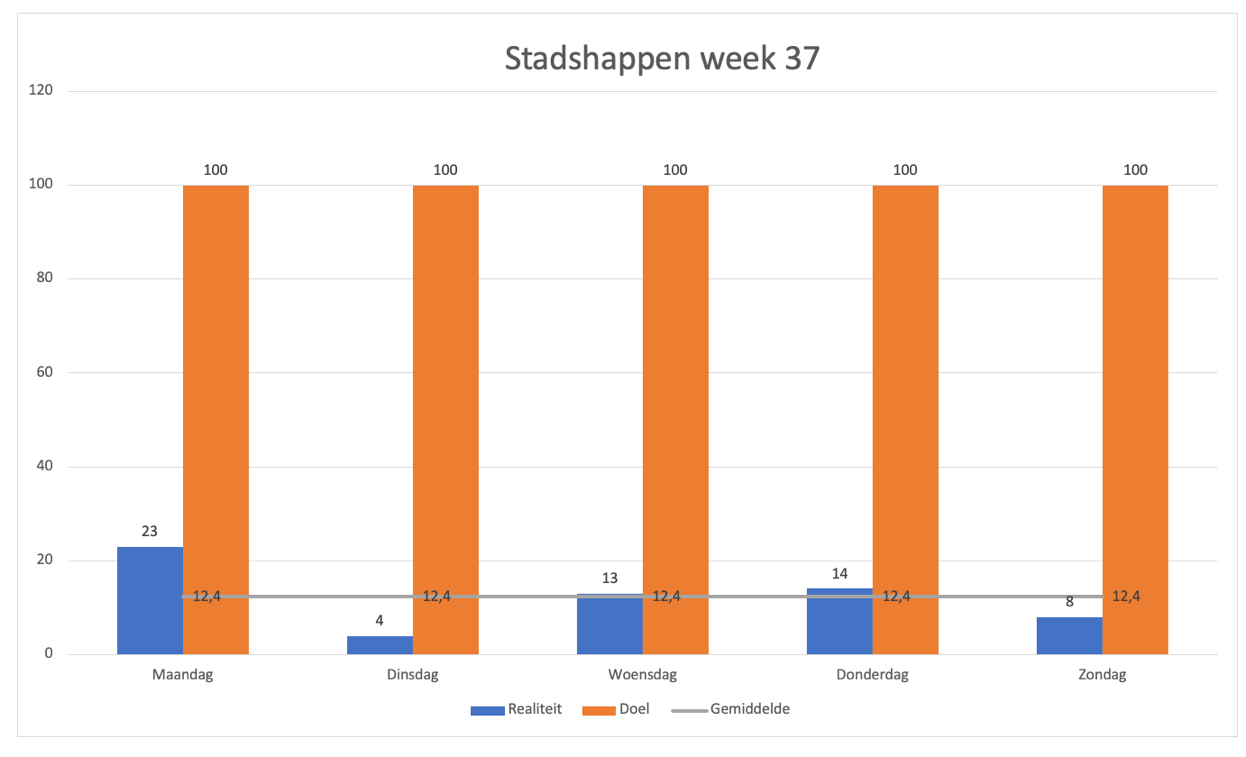 Stadshappen week 37
120
100
80
60
40
20
0
100 100 100 100 100
23 4 13 14 8
12,4 12,4 12,4 12,4 12,4
Maandag Dinsdag Woensdag Donderdag Zondag
Realiteit Doel Gemiddelde